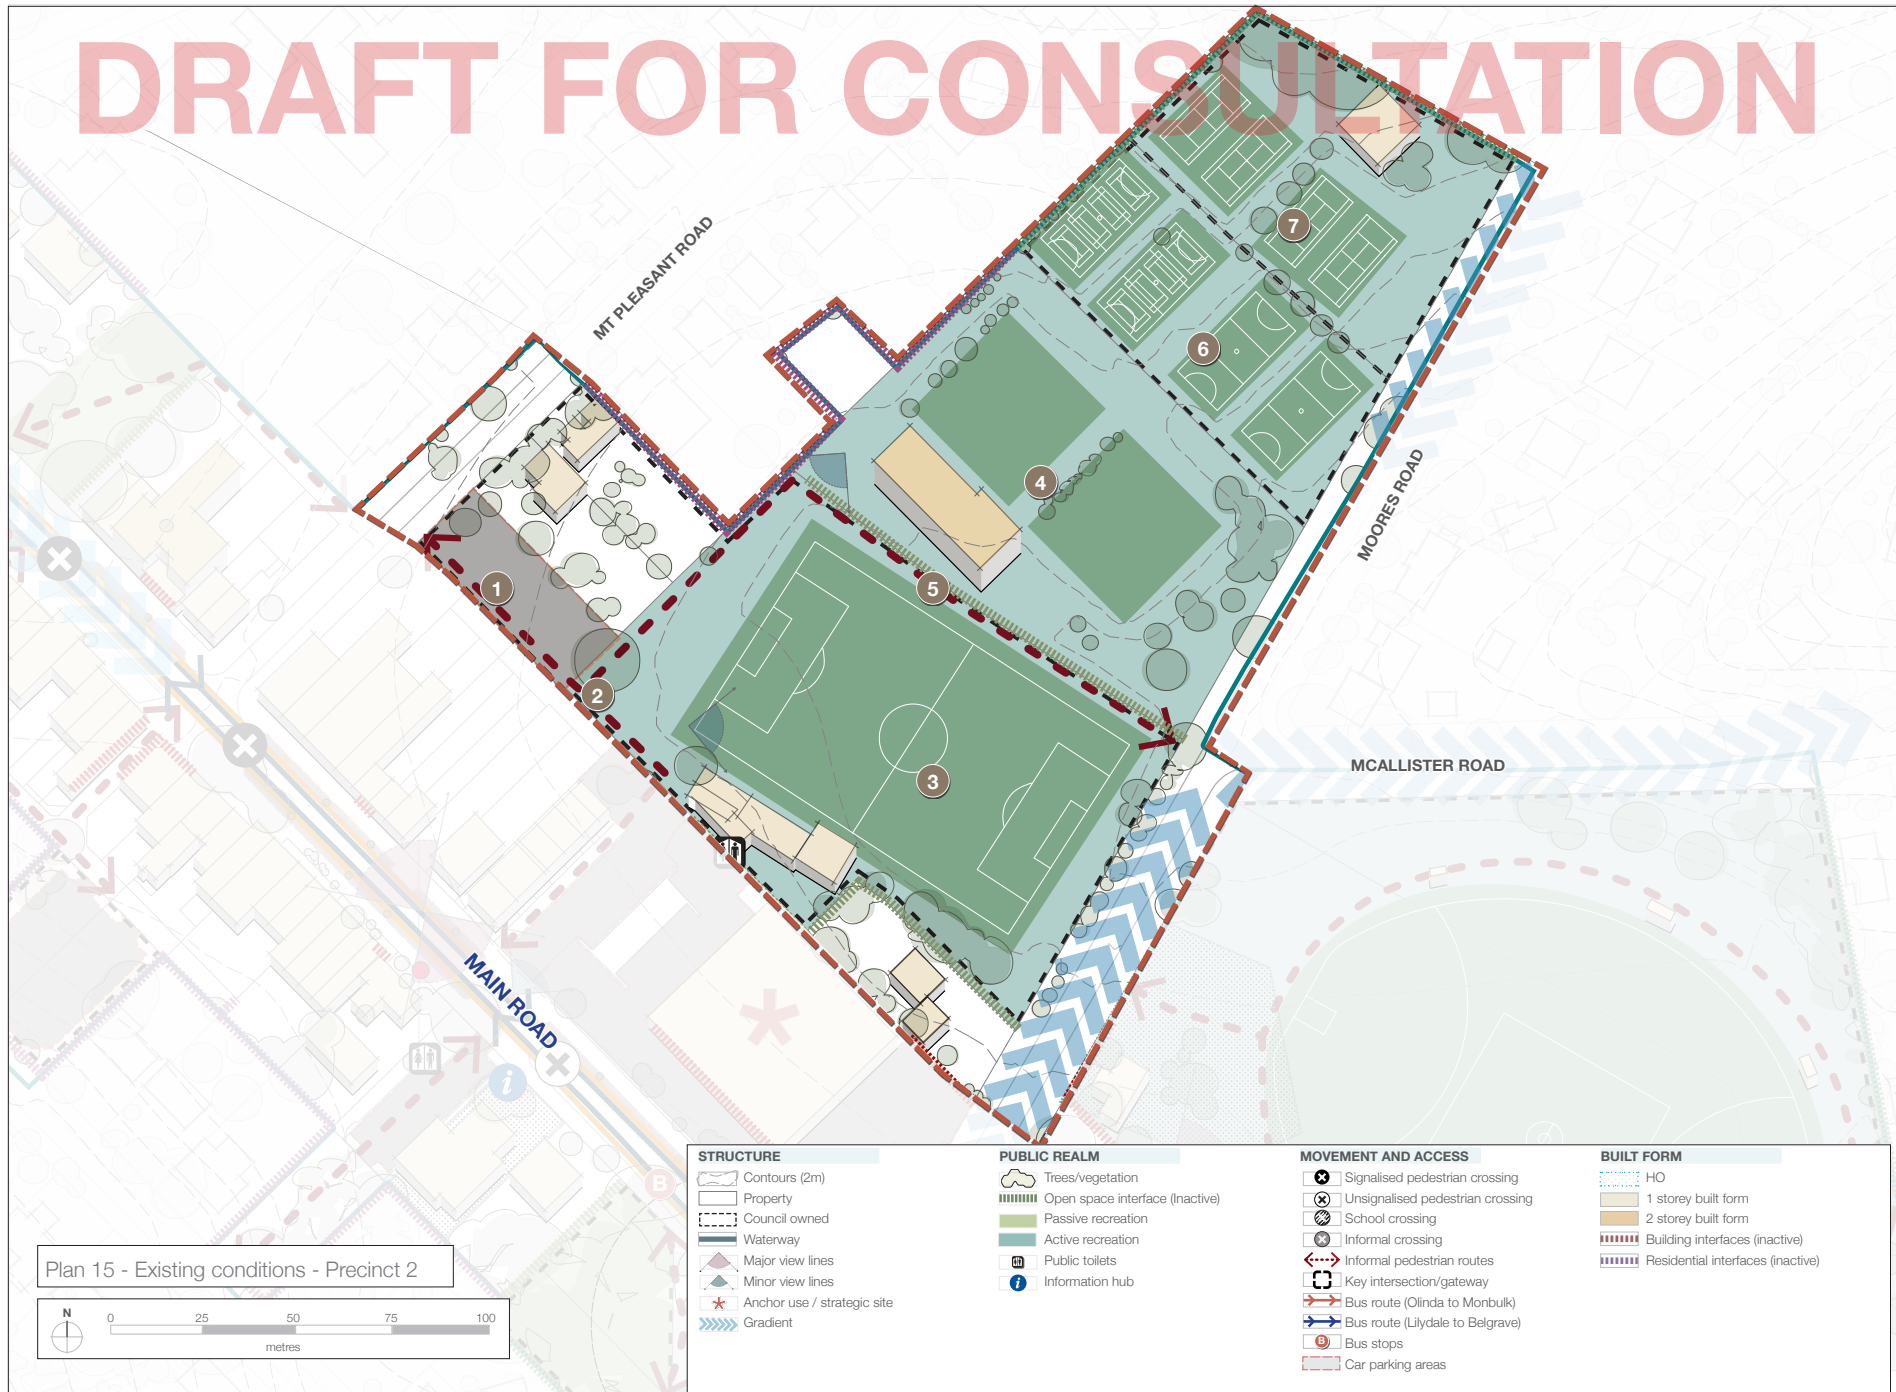 DRAFT FOR CONSULTATION
MT PLEASANT ROAD
7
6
4
MOORES ROAD
1
5
2
3
MCALLISTER ROAD
MAIN ROAD
i
B
STRUCTURE
Contours (2m)
Property
Council owned
Waterway
Major view lines
Minor view lines
Anchor use / strategic site
Gradient
PUBLIC REALM
Trees/vegetation
Open space interface (Inactive)
Passive recreation
Active recreation
Public toilets
i Information hub
MOVEMENT AND ACCESS
Signalised pedestrian crossing
Unsignalised pedestrian crossing
School crossing
Informal crossing
Informal pedestrian routes
Key intersection/gateway
Bus route (Olinda to Monbulk)
Bus route (Lilydale to Belgrave)
B Bus stops
Car parking areas
BUILT FORM
HO
1 storey built form
2 storey built form
Building interfaces (inactive)
Residential interfaces (inactive)
Plan 15 - Existing conditions - Precinct 2
N
0 25 50 75 100
metres